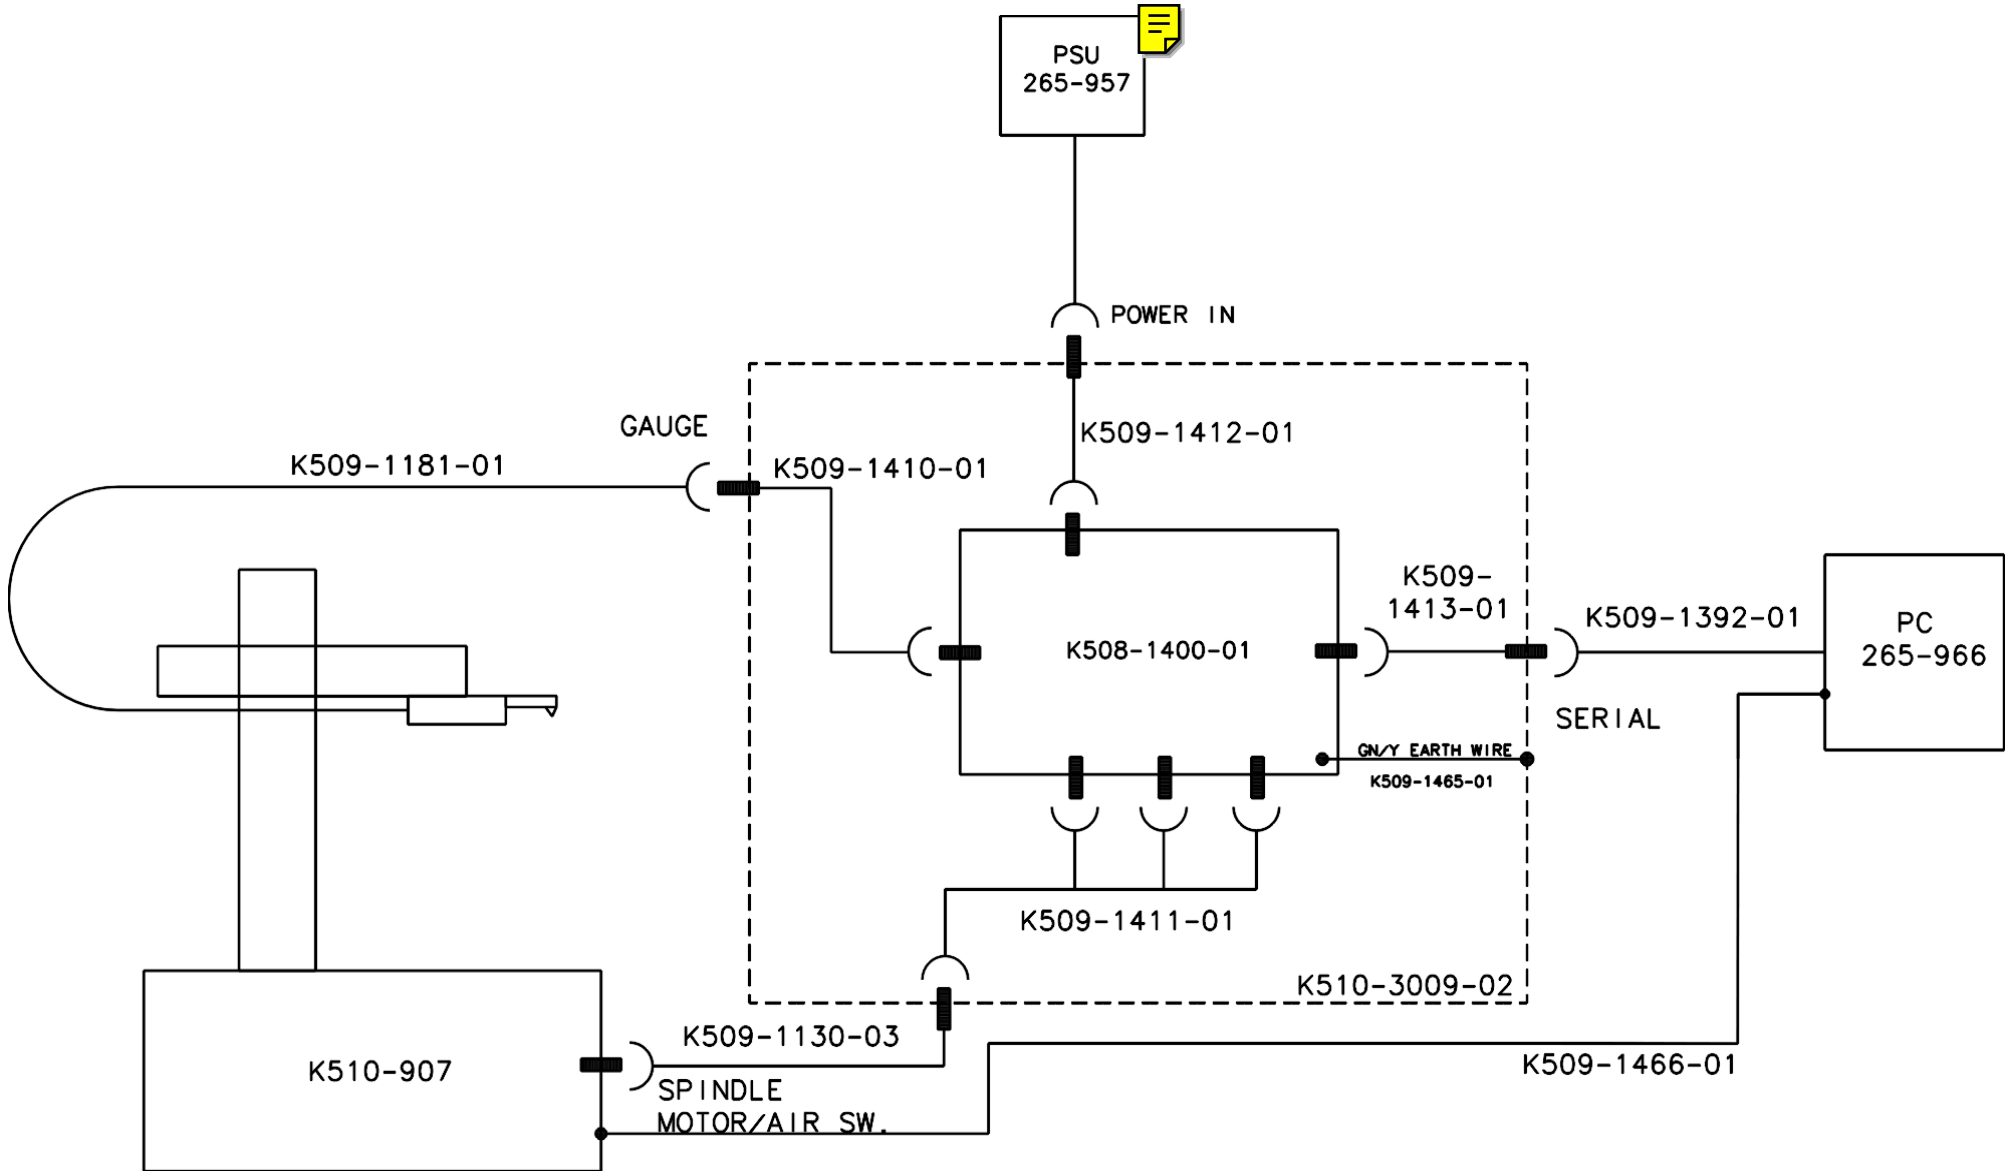 PSU
265-957
POWER IN
GAUGE
K509-1412-01
K509-1181-01
K509-1410-01
K509-
1413-01
K509-1392-01
PC
265-966
K508-1400-01
SERIAL
GN/Y EARTH WIRE
K509-1465-01
K509-1411-01
K510-3009-02
K509-1130-03
K509-1466-01
K510-907
SPINDLE
MOTOR/AIR SW.